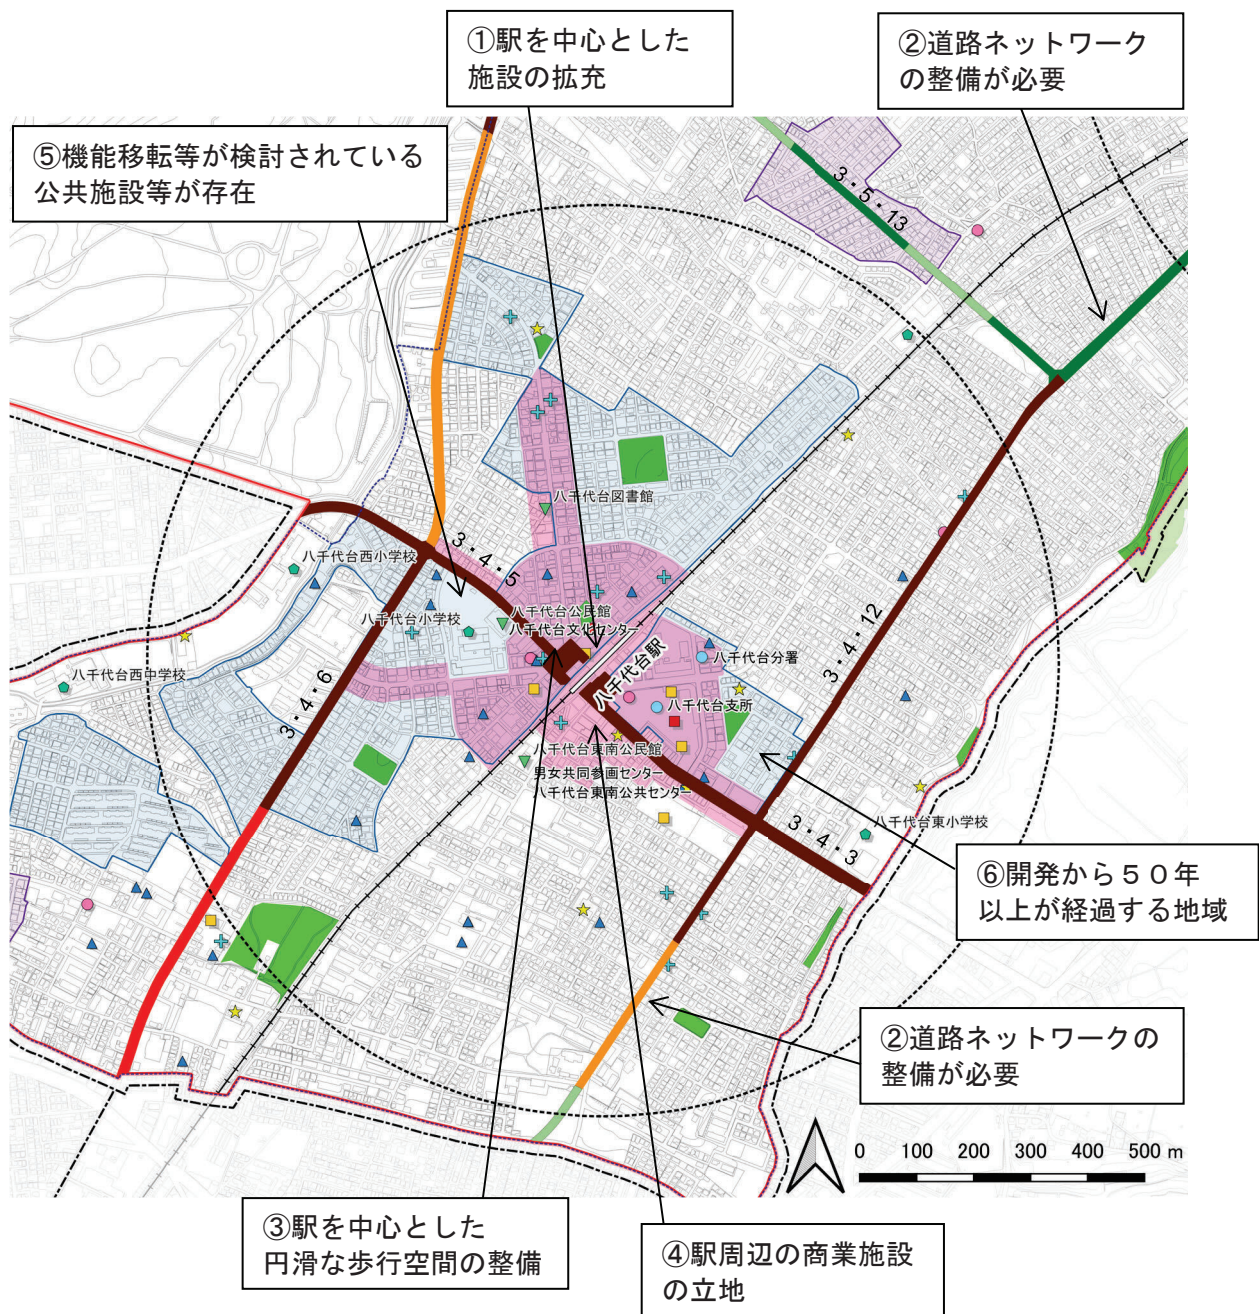 ①駅を中心とした
施設の拡充
②道路ネットワーク
の整備が必要
⑤機能移転等が検討されている
公共施設等が存在
3・5・13
八千代台図書館
3・4・5
八千代台西小学校
八千代台小学校
八千代台公民館
八千代台文化センター
八千代台駅
八千代台分署
3・4・12
八千代台西中学校
八千代台支所
3・4・6
八千代台東南公民館
男女共同参画センター
八千代台東南公共センター
3・4・3
八千代台東小学校
⑥開発から５０年
以上が経過する地域
②道路ネットワークの
整備が必要
0 100 200 300 400 500 m
③駅を中心とした
円滑な歩行空間の整備
④駅周辺の商業施設
の立地